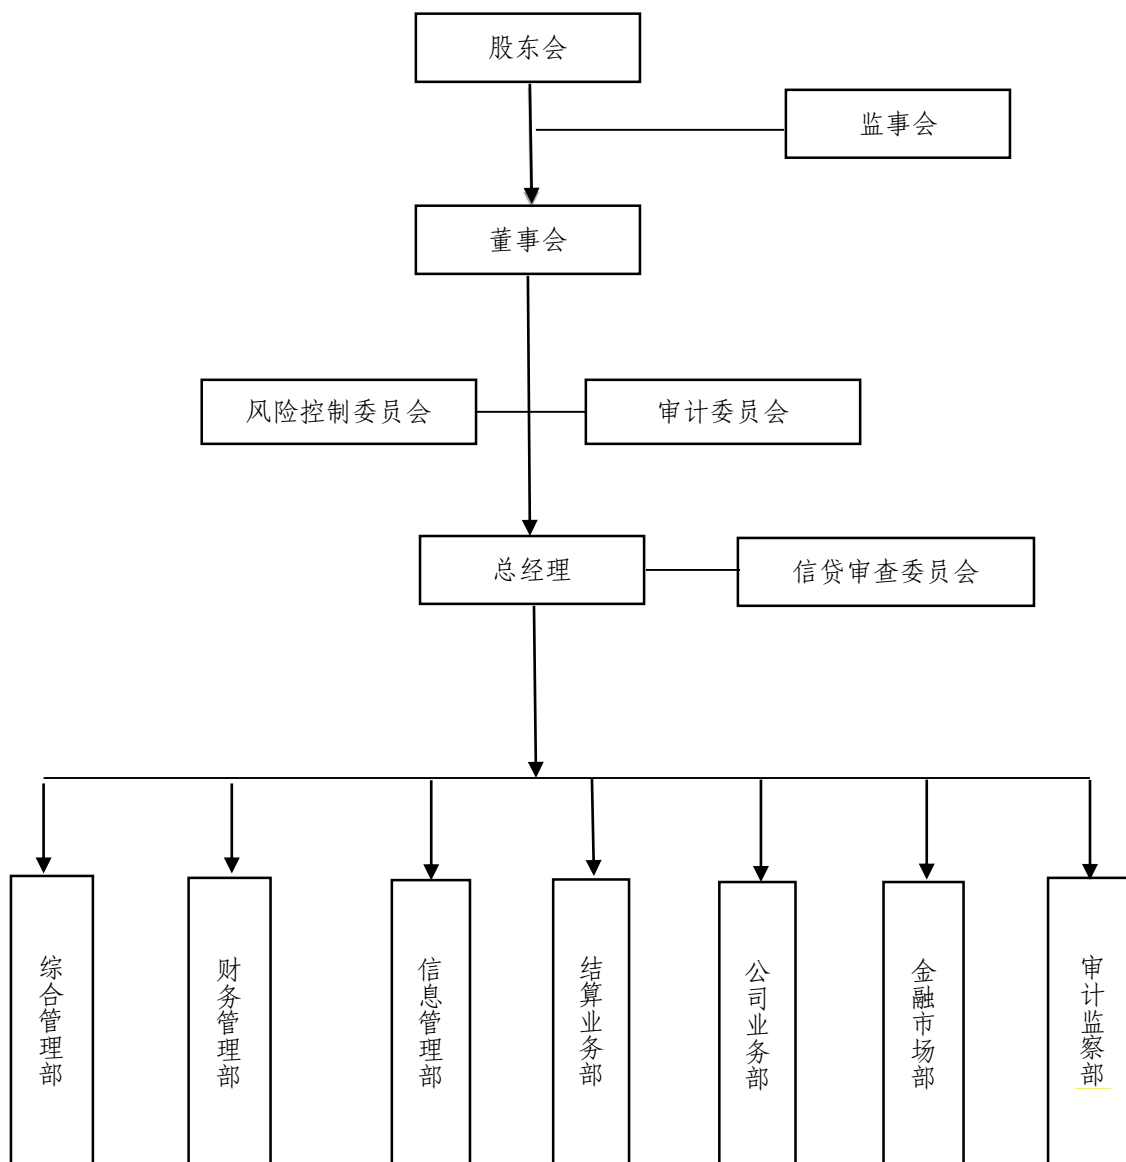 股东会
监事会
董事会
风险控制委员会
审计委员会
总经理
信贷审查委员会
综合管理部
财务管理部
信息管理部
结算业务部
公司业务部
金融市场部
审计监察部